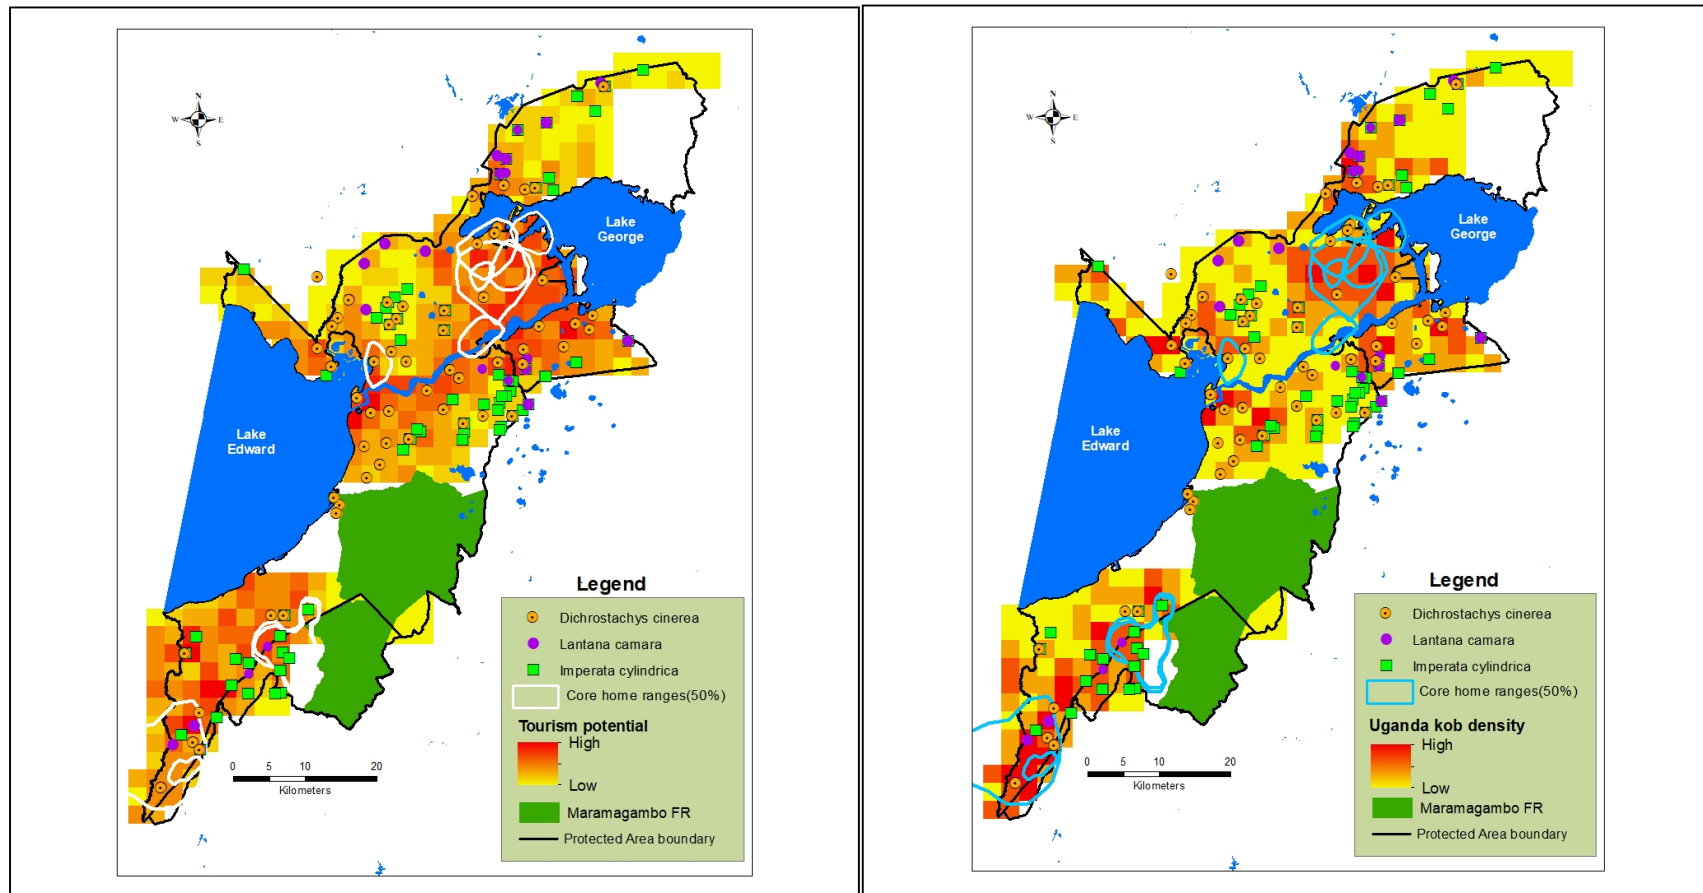 N
W E
S
Lake
George
Lake
Edward
Legend
Dichrostachys cinerea
Lantana camara
Imperata cylindrica
Core home ranges(50%)
Tourism potential
High
Low
Maramagambo FR
Protected Area boundary
0 5 10 20
Kilometers
N
W E
S
Lake
George
Lake
Edward
Legend
Dichrostachys cinerea
Lantana camara
Imperata cylindrica
Core home ranges(50%)
Uganda kob density
High
Low
Maramagambo FR
Protected Area boundary
0 5 10 20
Kilometers